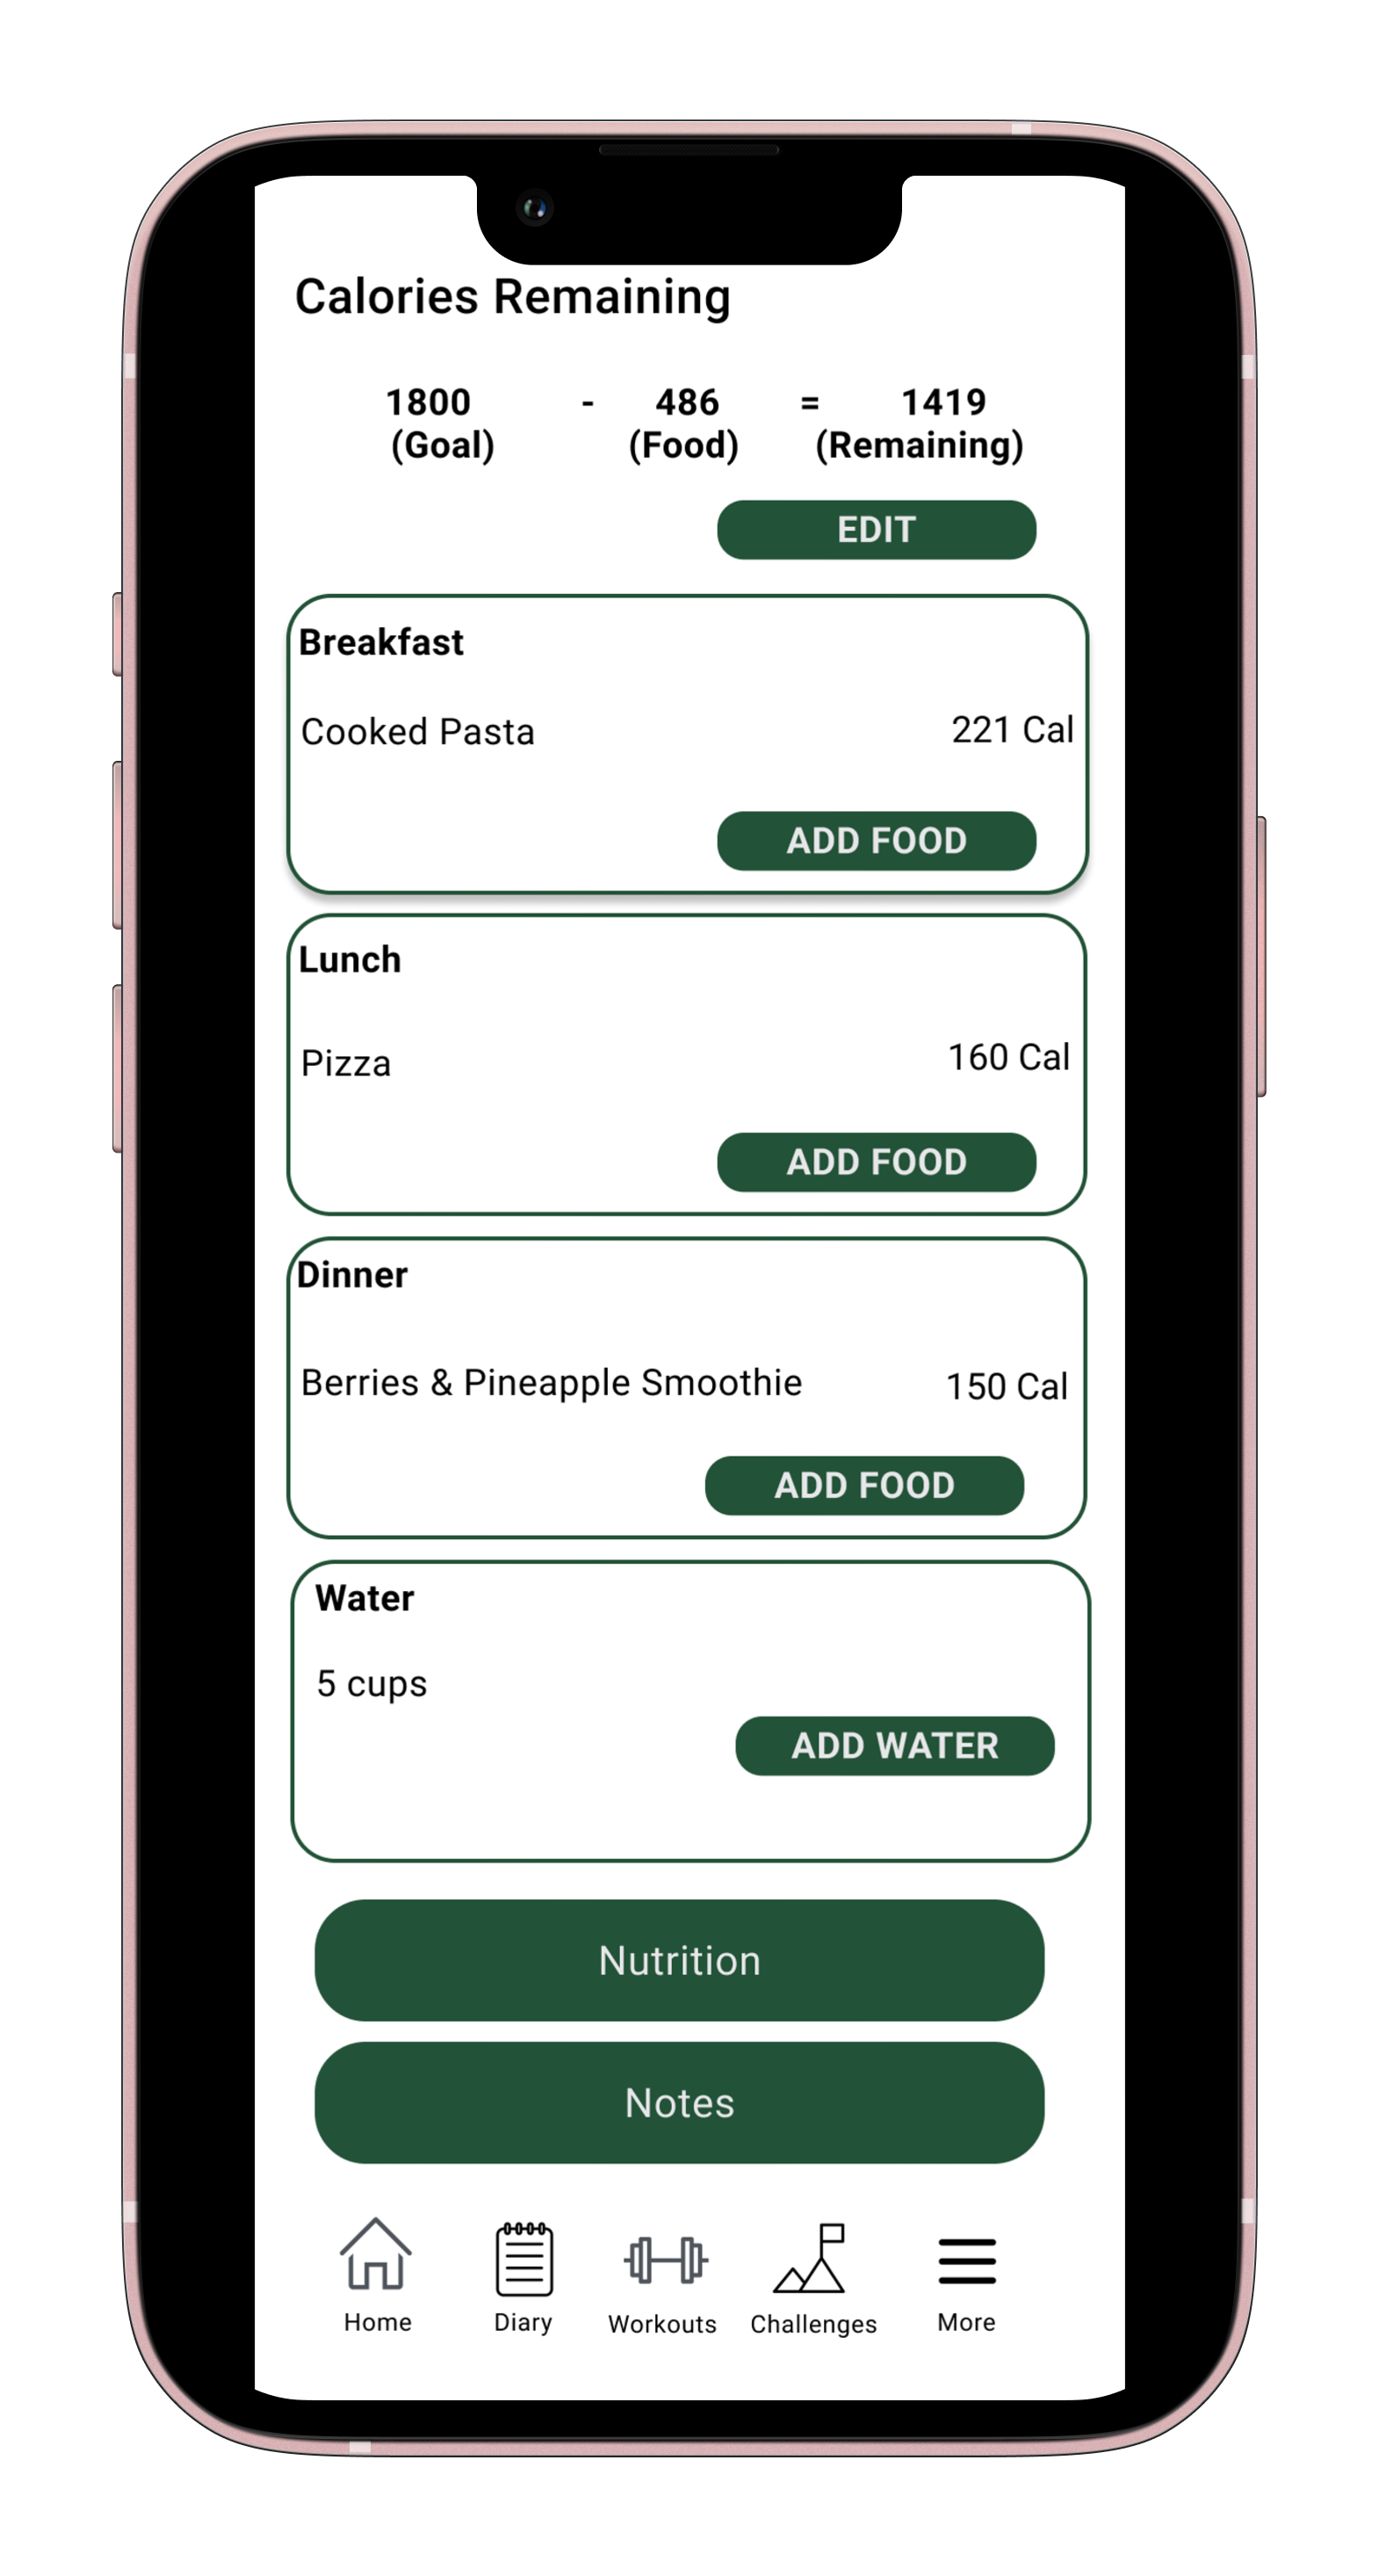 Calories Remaining
1800 - 486 = 1419
(Goal) (Food) (Remaining)
EDIT
Breakfast
Cooked Pasta 221 Cal
ADD FOOD
Lunch
Pizza 160 Cal
ADD FOOD
Dinner
Berries & Pineapple Smoothie 150 Cal
ADD FOOD
Water
5 cups
ADD WATER
Nutrition
Notes
Home Diary Workouts Challenges More